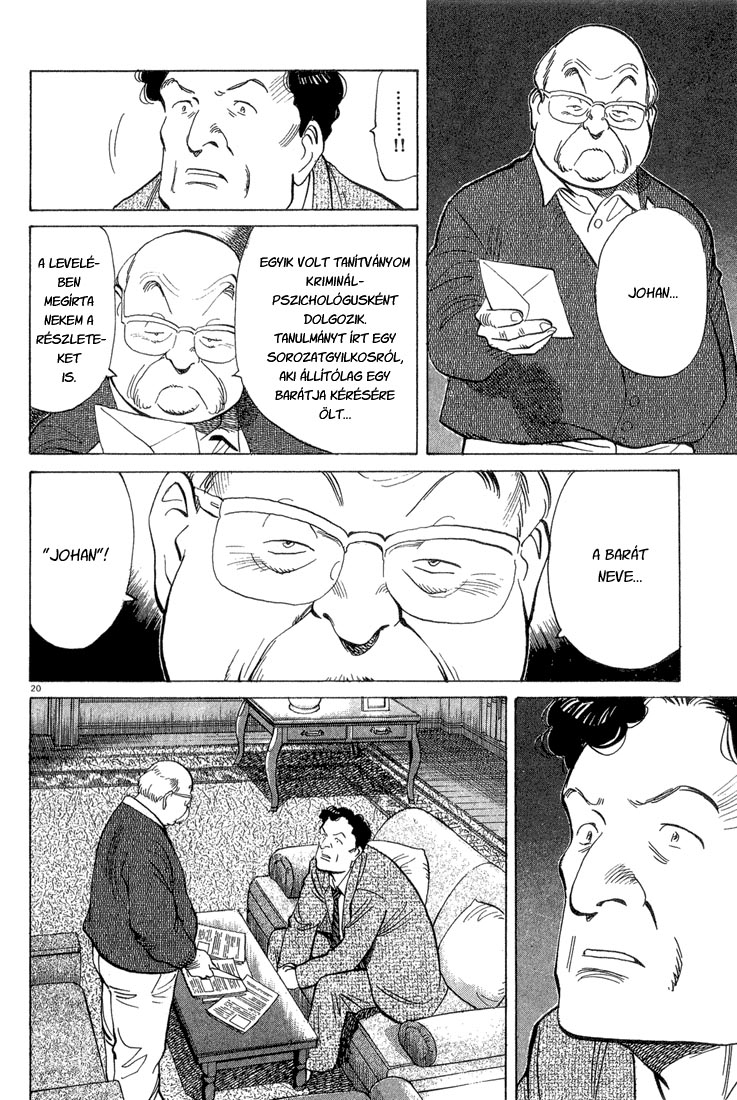 JOHAN...
.........!!
EGYIK VOLT TANÍTVÁNYOM
KRIMINÁL-
PSZICHOLÓGUSKÉNT
DOLGOZIK.
TANULMÁNYT ÍRT EGY
SOROZATGYILKOSRÓL,
AKI ÁLLÍTÓLAG EGY
BARÁTJA KÉRÉSÉRE
ÖLT...
A LEVELÉ-
BEN
MEGÍRTA
NEKEM A
RÉSZLETE-
KET
IS.
A BARÁT
NEVE...
"JOHAN"!
20